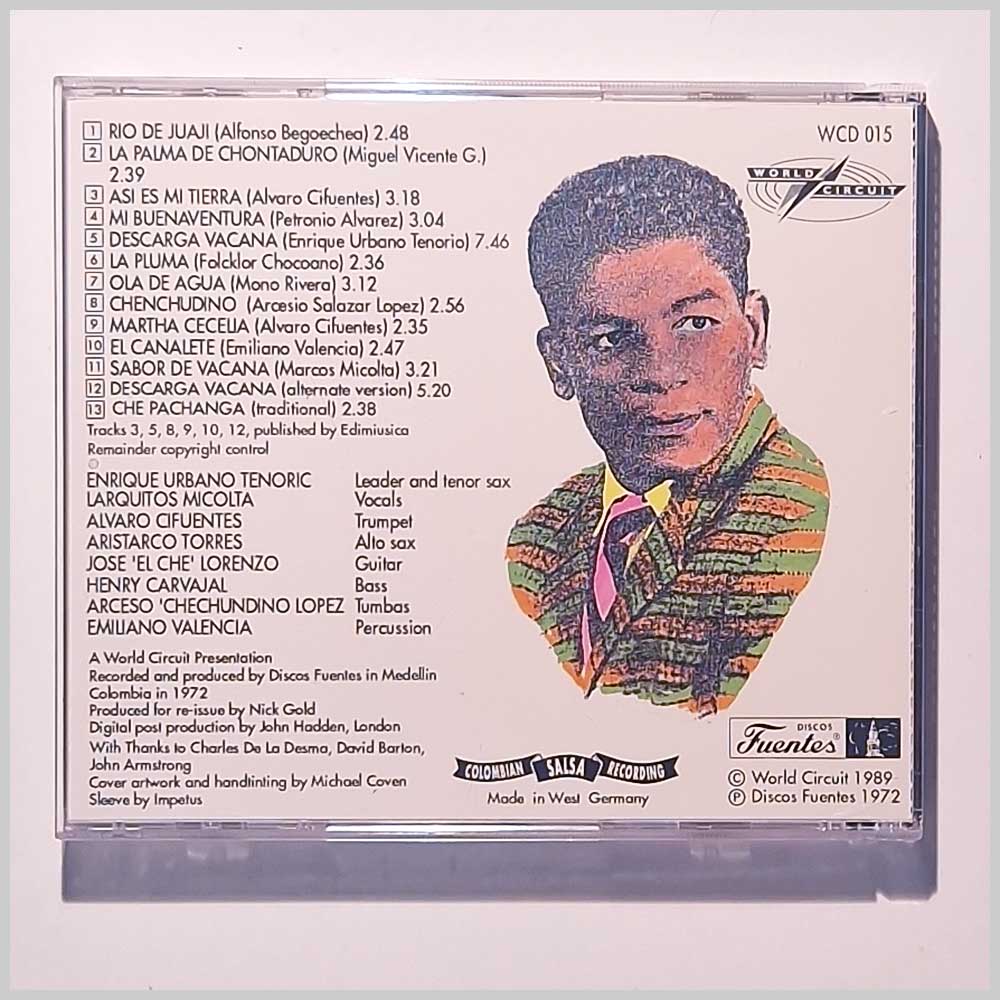 1 RIO DE JUAJI (Alfonso Begoechea) 2.48
2 LA PALMA DE CHONTADURO (Miguel Vicente G.)
2.39
3 ASI ES MI TIERRA (Alvaro Cifuentes) 3.18
4 MI BUENAVENTURA (Petronio Alvarez) 3.04
5 DESCARGA VACANA (Enrique Urbano Tenorio) 7.46
6 LA PLUMA (Folcklor Chocoano) 2.36
7 OLA DE AGUA (Mono Rivera) 3.12
8 CHENCHUDINO (Arcesio Salazar Lopez) 2.56
9 MARTHA CECELIA (Alvaro Cifuentes) 2.35
10 EL CANALETE (Emiliano Valencia) 2.47
11 SABOR DE VACANA (Marcos Micolta) 3.21
12 DESCARGA VACANA (alternate version) 5.20
13 CHE PACHANGA (traditional) 2.38
Tracks 3, 5, 8, 9, 10, 12, published by Edimiusica
Remainder copyright control
ENRIQUE URBANO TENORIC Leader and tenor sax
LARQUITOS MICOLTA Vocals
ALVARO CIFUENTES Trumpet
ARISTARCO TORRES Alto sax
JOSE 'EL CHE' LORENZO Guitar
HENRY CARVAJAL Bass
ARCESO 'CHECHUNDINO LOPEZ Tumbas
EMILIANO VALENCIA Percussion
A World Circuit Presentation
Recorded and produced by Discos Fuentes in Medellin
Colombia in 1972
Produced for re-issue by Nick Gold
Digital post production by John Hadden, London
With Thanks to Charles De La Desma, David Barton,
John Armstrong
Cover artwork and handtinting by Michael Coven
Sleeve by Impetus
WCD 015
WORLD CIRCUIT
COLOMBIAN SALSA RECORDING
Made in West Germany
DISCOS
Fuentes®
© World Circuit 1989
℗ Discos Fuentes 1972